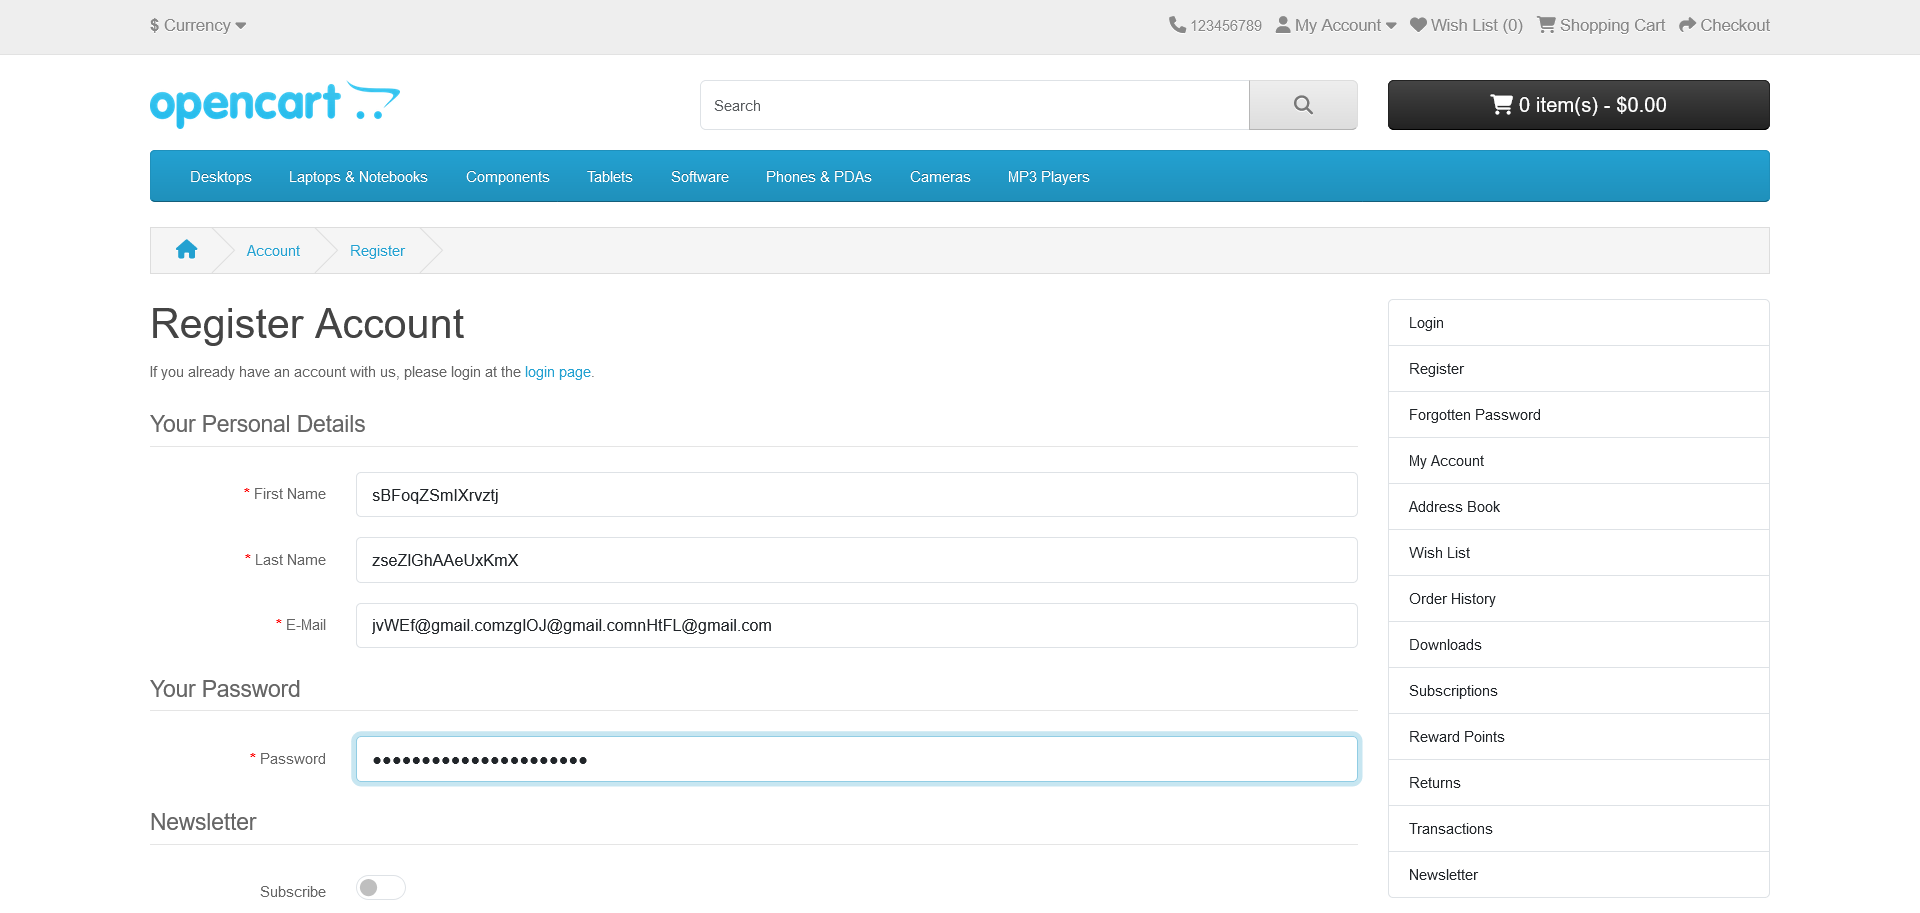 $ Currency
123456789 My Account Wish List (0) Shopping Cart Checkout
opencart
Search
0 item(s) - $0.00
Desktops Laptops & Notebooks Components Tablets Software Phones & PDAs Cameras MP3 Players
Account Register
Register Account
If you already have an account with us, please login at the login page.
Your Personal Details
* First Name
sBFoqZSmIXrvztj
* Last Name
zseZIGhAAeUxKmX
* E-Mail
jvWEf@gmail.comzgIOJ@gmail.comnHtFL@gmail.com
Your Password
* Password
Newsletter
Subscribe
Login
Register
Forgotten Password
My Account
Address Book
Wish List
Order History
Downloads
Subscriptions
Reward Points
Returns
Transactions
Newsletter